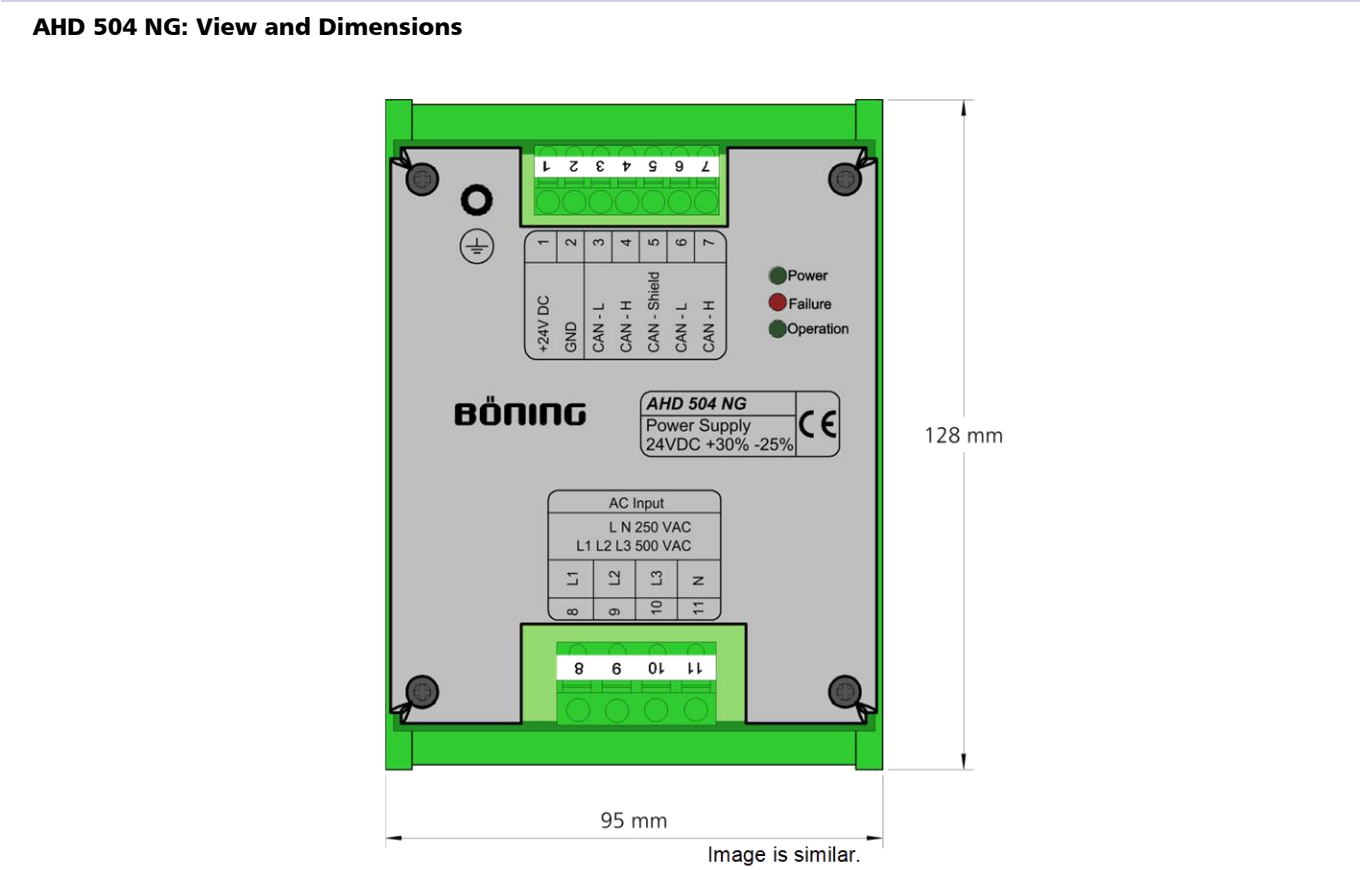 AHD 504 NG: View and Dimensions
1 2 3 4 5 6 7
1 2 3 4 5 6 7
+24V DC
GND
CAN - L
CAN - H
CAN - Shield
CAN - L
CAN - H
Power
Failure
Operation
BÖNING
AHD 504 NG
Power Supply
24VDC +30% -25%
CE
128 mm
AC Input
L N 250 VAC
L1 L2 L3 500 VAC
L1 L2 L3 N
8 9 10 11
8 9 10 11
95 mm
Image is similar.